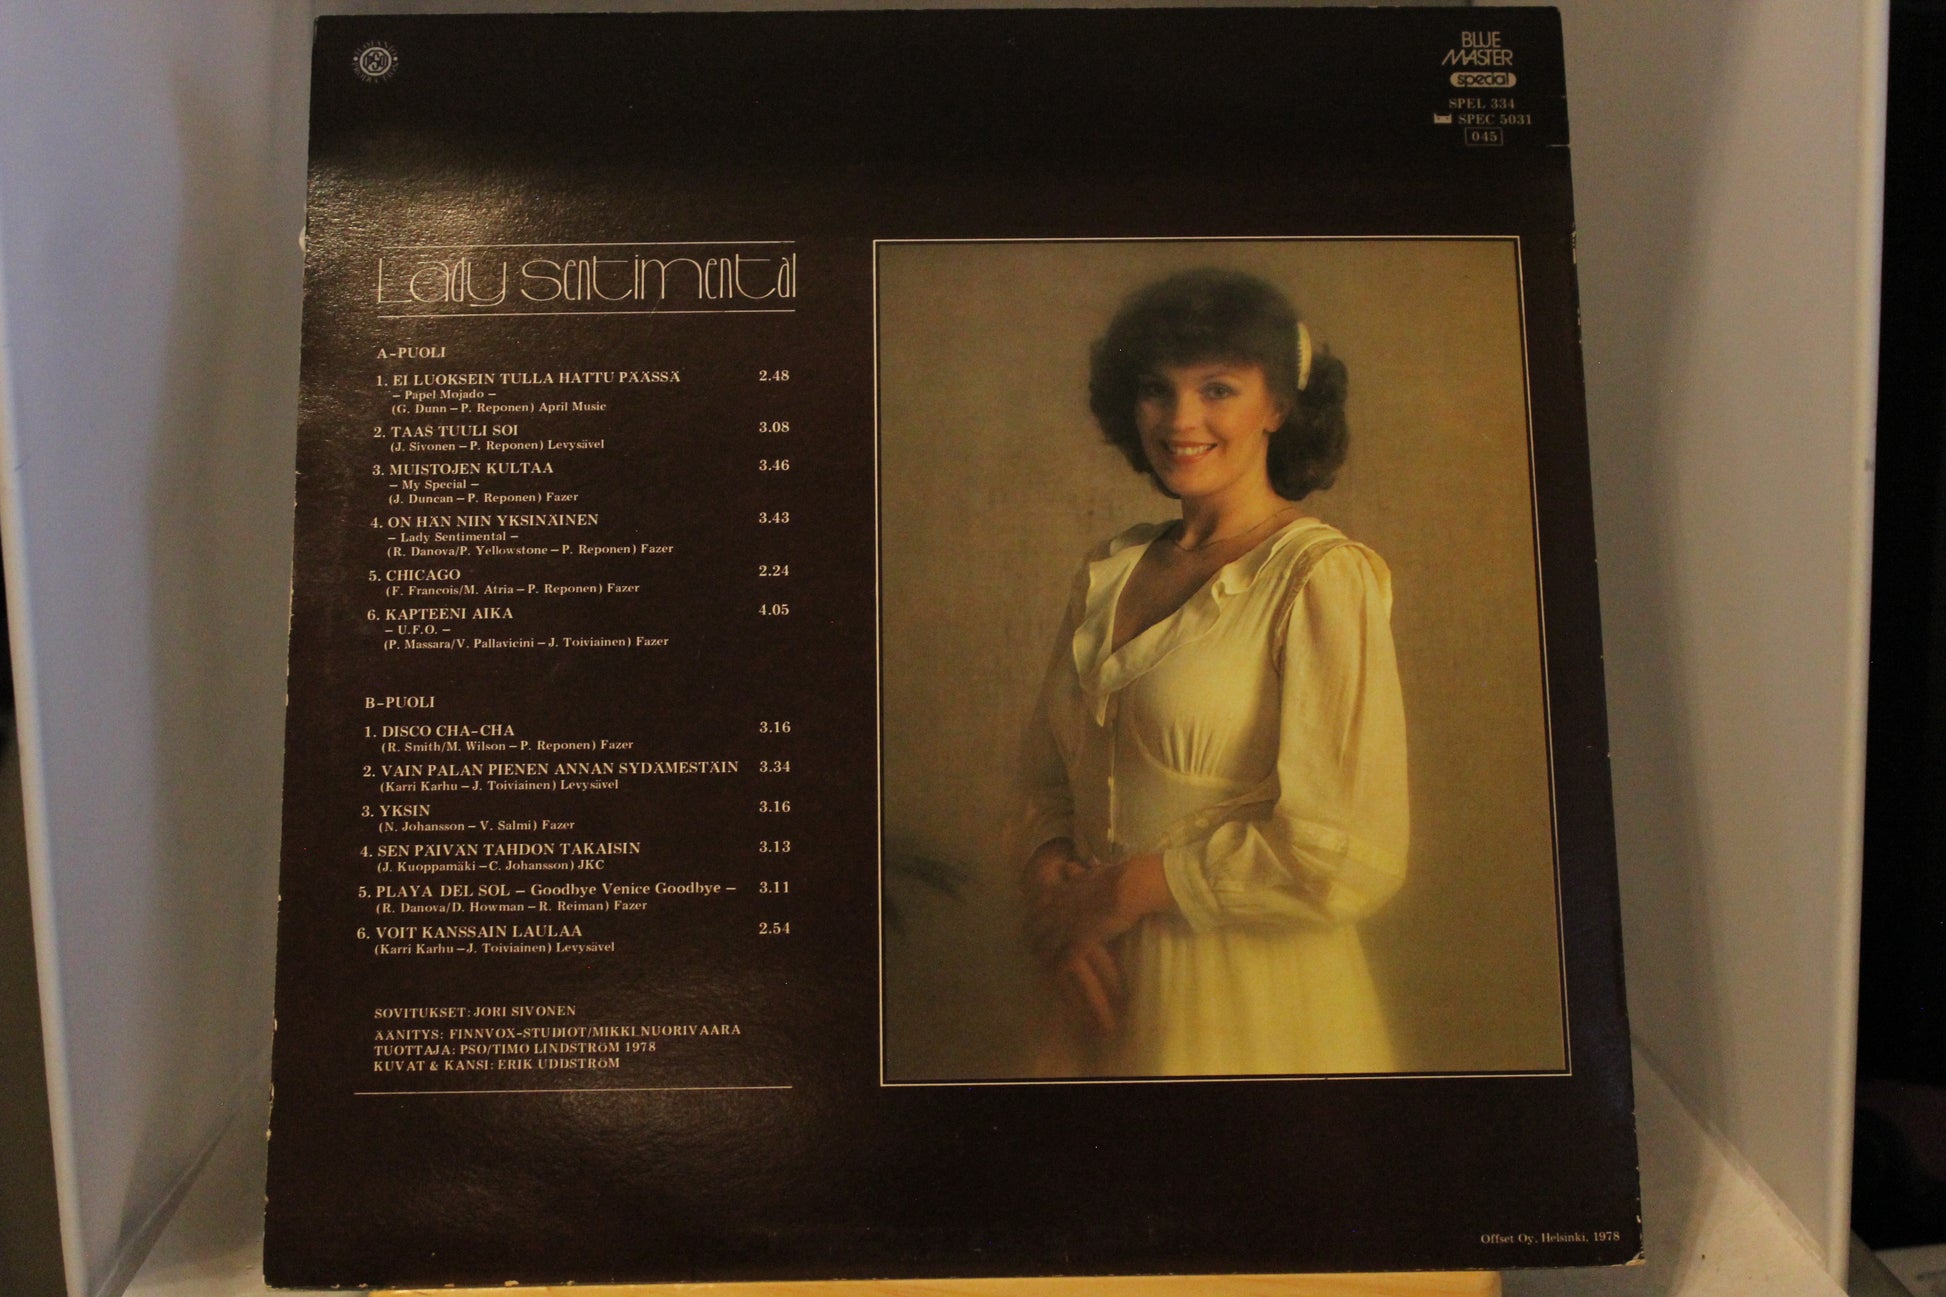 PSO
BLUE
MASTER
special
SPEL 334
SPEC 5031
045
Lady Sentimental
A-PUOLI
1. EI LUOKSEIN TULLA HATTU PÄÄSSÄ 2.48
– Papel Mojado –
(G. Dunn – P. Reponen) April Music
2. TAAS TUULI SOI 3.08
(J. Sivonen – P. Reponen) Levysävel
3. MUISTOJEN KULTAA 3.46
– My Special –
(J. Duncan – P. Reponen) Fazer
4. ON HÄN NIIN YKSINÄINEN 3.43
– Lady Sentimental –
(R. Danova/P. Yellowstone – P. Reponen) Fazer
5. CHICAGO 2.24
(F. Francois/M. Atria – P. Reponen) Fazer
6. KAPTEENI AIKA 4.05
– U.F.O. –
(P. Massara/V. Pallavicini – J. Toiviainen) Fazer
B-PUOLI
1. DISCO CHA-CHA 3.16
(R. Smith/M. Wilson – P. Reponen) Fazer
2. VAIN PALAN PIENEN ANNAN SYDÄMESTÄIN 3.34
(Karri Karhu – J. Toiviainen) Levysävel
3. YKSIN 3.16
(N. Johansson – V. Salmi) Fazer
4. SEN PÄIVÄN TAHDON TAKAISIN 3.13
(J. Kuoppamäki – C. Johansson) JKC
5. PLAYA DEL SOL – Goodbye Venice Goodbye – 3.11
(R. Danova/D. Howman – R. Reiman) Fazer
6. VOIT KANSSAIN LAULAA 2.54
(Karri Karhu – J. Toiviainen) Levysävel
SOVITUKSET: JORI SIVONEN
ÄÄNITYS: FINNVOX-STUDIOT/MIKKI NUORIVAARA
TUOTTAJA: PSO/TIMO LINDSTRÖM 1978
KUVAT & KANSI: ERIK UDDSTRÖM
Offset Oy, Helsinki, 1978